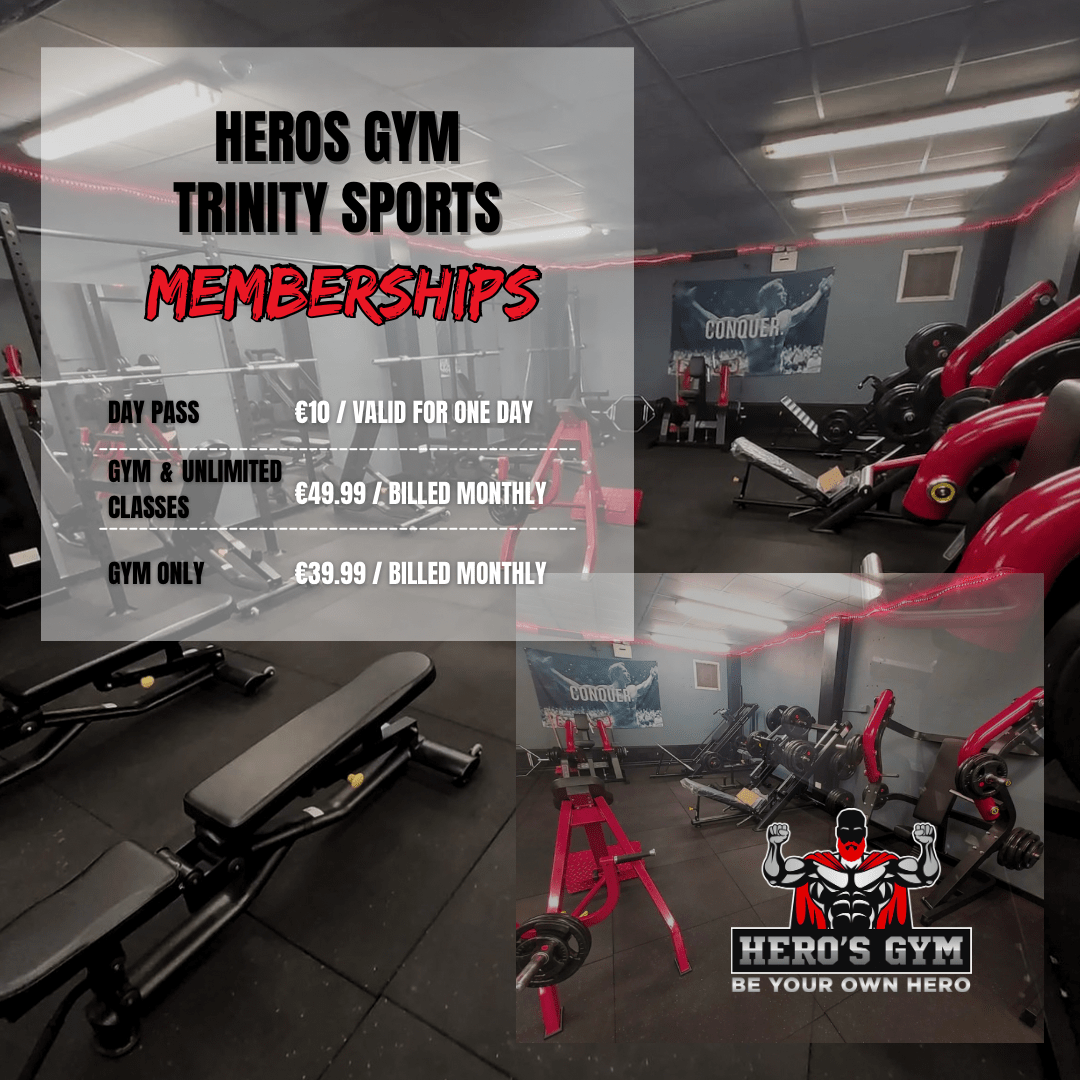 HEROS GYM
TRINITY SPORTS
MEMBERSHIPS
DAY PASS €10 / VALID FOR ONE DAY
GYM & UNLIMITED
CLASSES €49.99 / BILLED MONTHLY
GYM ONLY €39.99 / BILLED MONTHLY
CONQUER.
CONQUER.
HERO'S GYM
BE YOUR OWN HERO